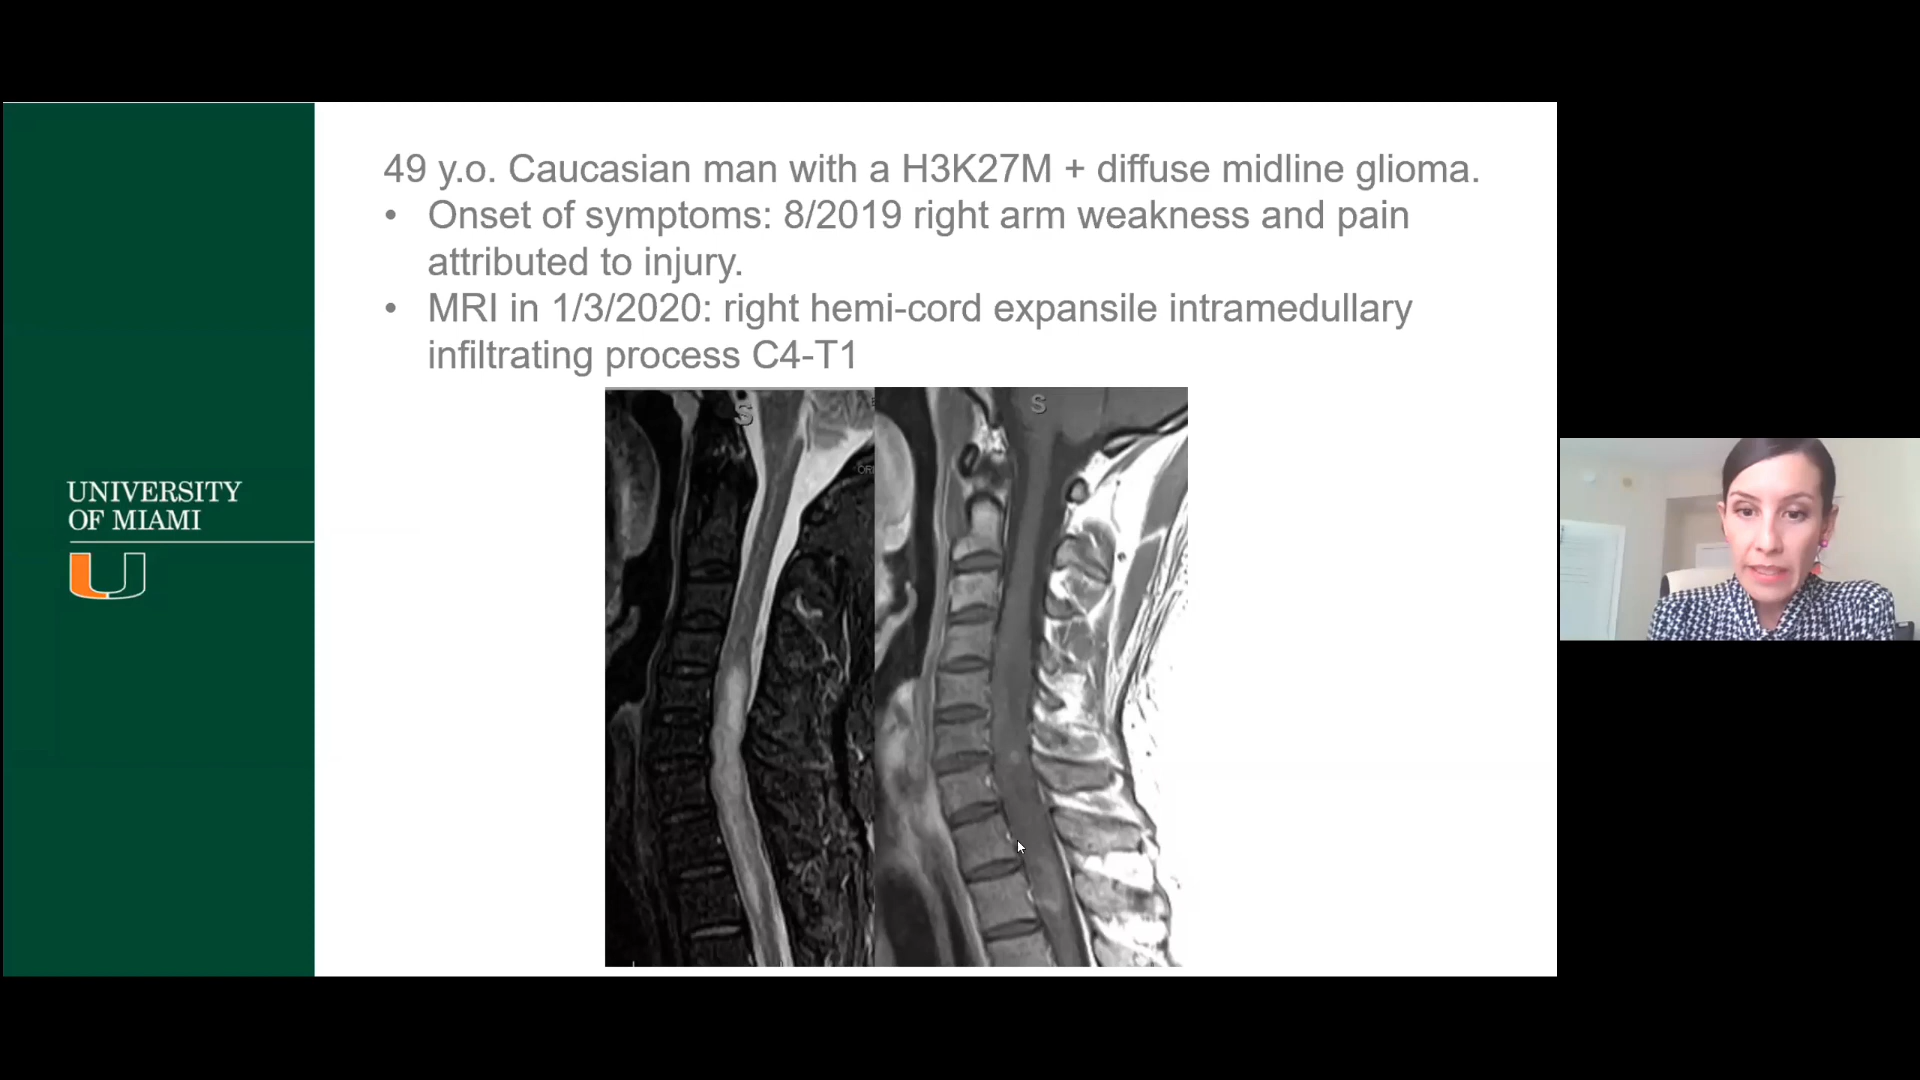 49 y.o. Caucasian man with a H3K27M + diffuse midline glioma.
• Onset of symptoms: 8/2019 right arm weakness and pain
attributed to injury.
• MRI in 1/3/2020: right hemi-cord expansile intramedullary
infiltrating process C4-T1
S
S
ORI
UNIVERSITY
OF MIAMI